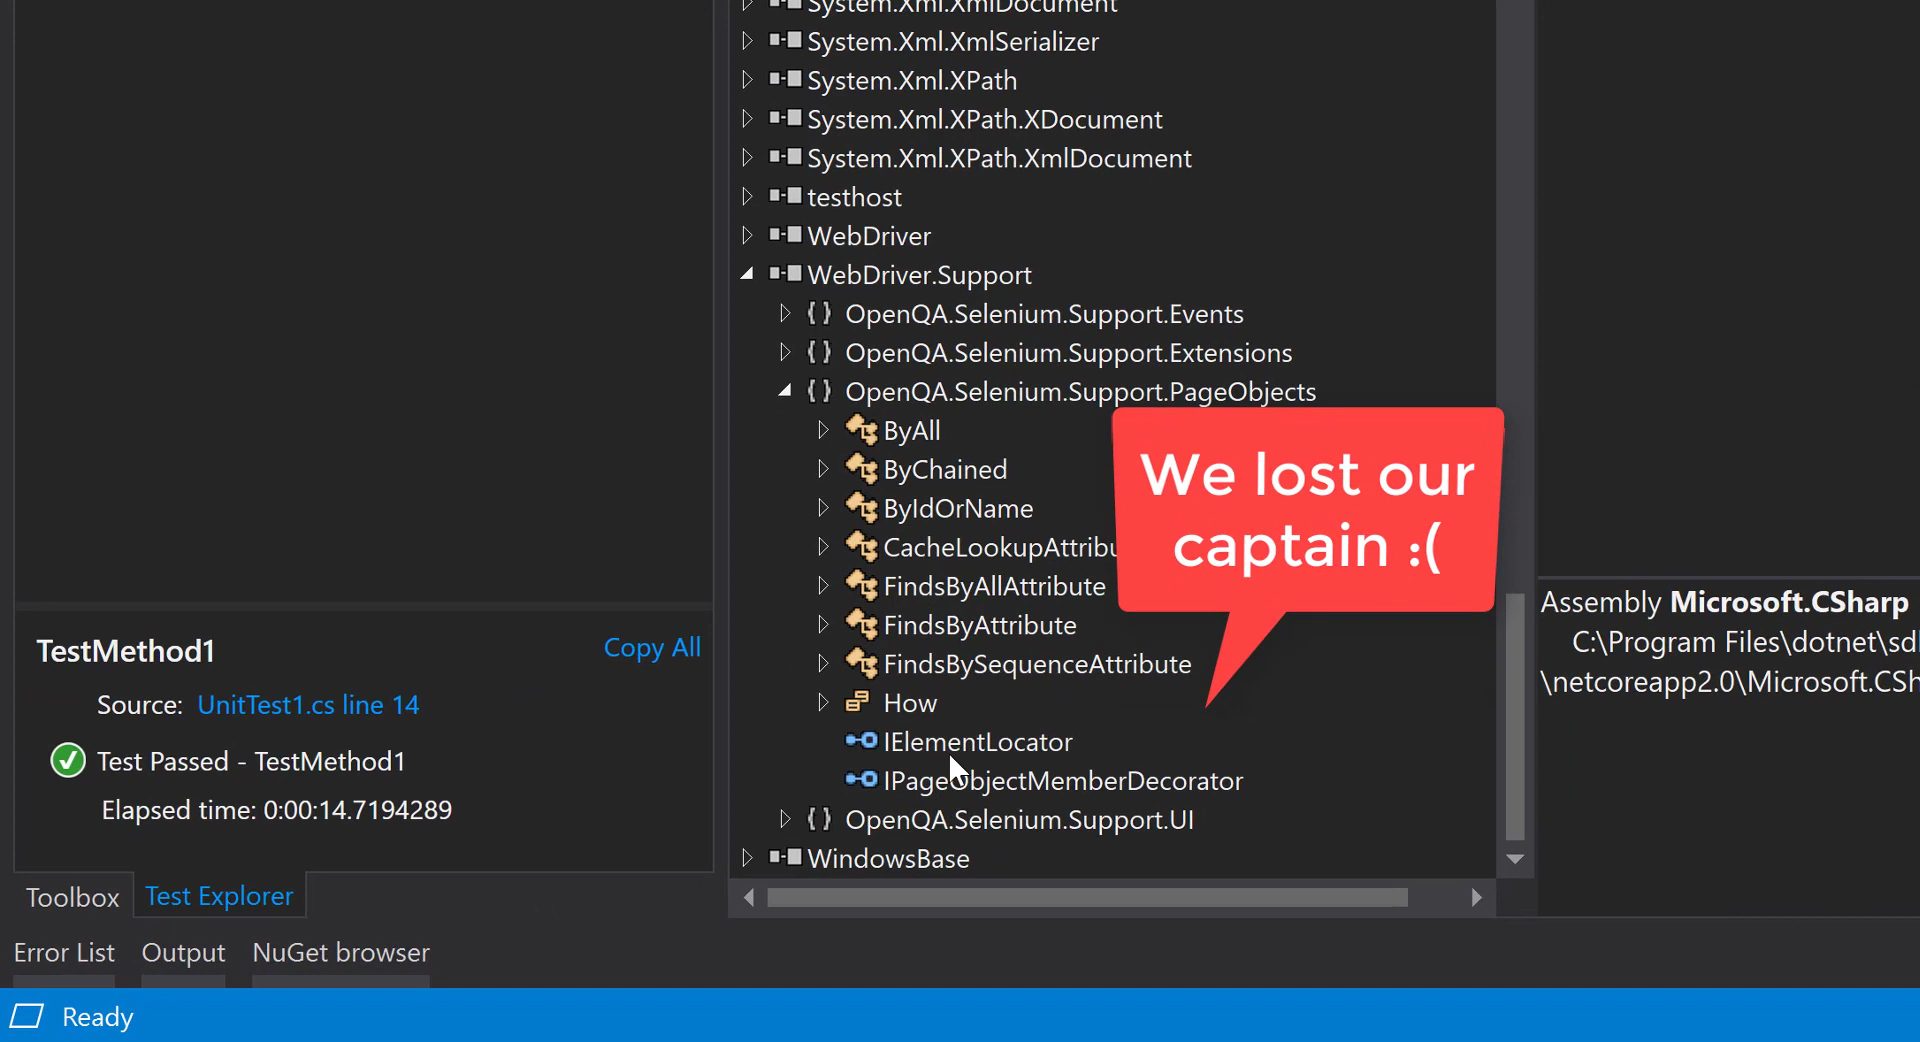 System.Xml.XmlDocument
System.Xml.XmlSerializer
System.Xml.XPath
System.Xml.XPath.XDocument
System.Xml.XPath.XmlDocument
testhost
WebDriver
WebDriver.Support
{ } OpenQA.Selenium.Support.Events
{ } OpenQA.Selenium.Support.Extensions
{ } OpenQA.Selenium.Support.PageObjects
ByAll
ByChained
ByIdOrName
CacheLookupAttribu
FindsByAllAttribute
FindsByAttribute
FindsBySequenceAttribute
How
IElementLocator
IPageObjectMemberDecorator
{ } OpenQA.Selenium.Support.UI
WindowsBase
We lost our
captain :(
Assembly Microsoft.CSharp
C:\Program Files\dotnet\sd
\netcoreapp2.0\Microsoft.CSh
TestMethod1
Copy All
Source: UnitTest1.cs line 14
Test Passed - TestMethod1
Elapsed time: 0:00:14.7194289
Toolbox
Test Explorer
Error List
Output
NuGet browser
Ready